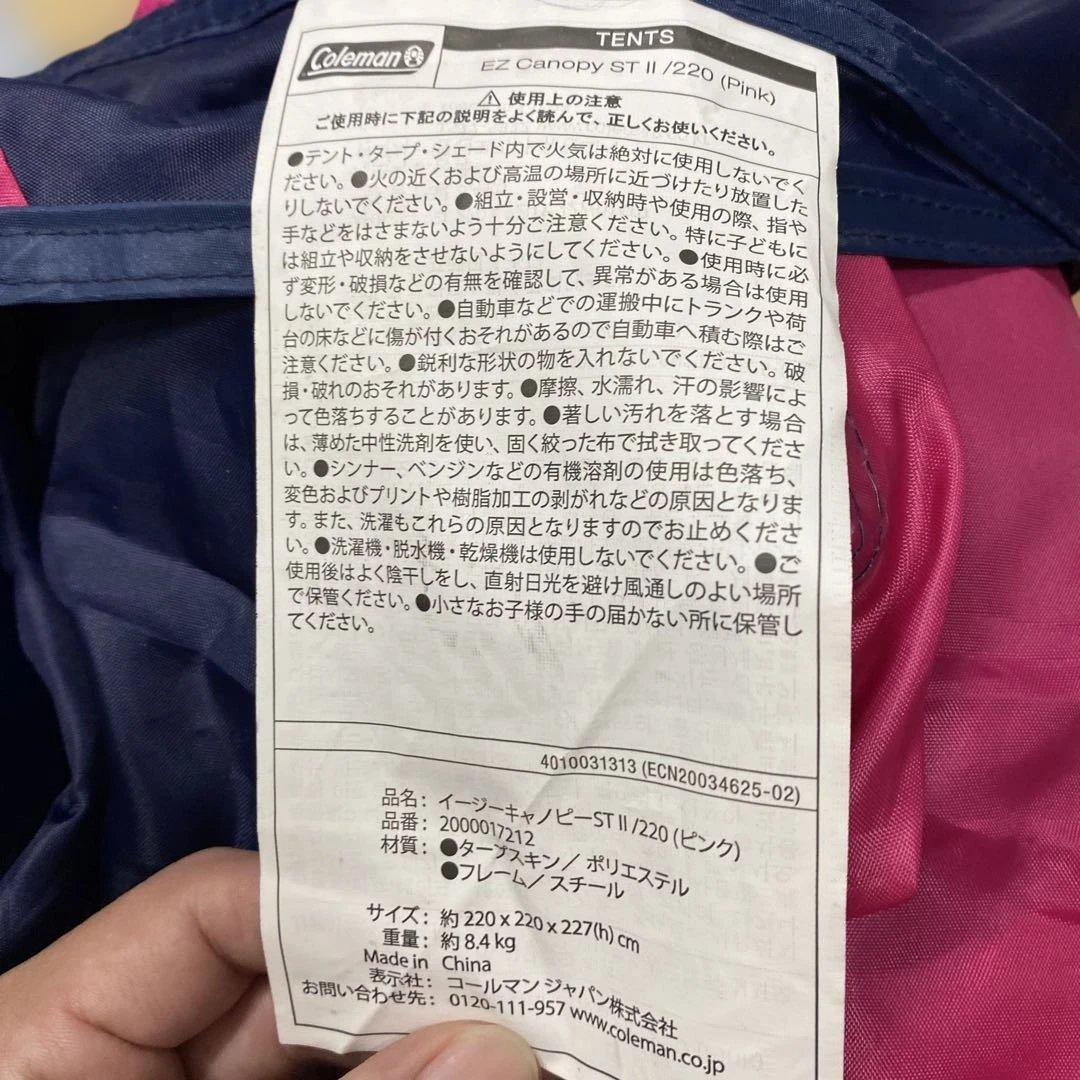 Coleman
TENTS
EZ Canopy ST II /220 (Pink)
⚠ 使用上の注意
ご使用時に下記の説明をよく読んで、正しくお使いください。
●テント・タープ・シェード内で火気は絶対に使用しないでく
ださい。●火の近くおよび高温の場所に近づけたり放置した
りしないでください。●組立・設営・収納時や使用の際、指や
手などをはさまないよう十分ご注意ください。特に子どもに
は組立や収納をさせないようにしてください。●使用時に必
ず変形・破損などの有無を確認して、異常がある場合は使用
しないでください。●自動車などでの運搬中にトランクや荷
台の床などに傷が付くおそれがあるので自動車へ積む際はご
注意ください。●鋭利な形状の物を入れないでください。破
損・破れのおそれがあります。●摩擦、水濡れ、汗の影響によ
って色落ちすることがあります。●著しい汚れを落とす場合
は、薄めた中性洗剤を使い、固く絞った布で拭き取ってくださ
い。●シンナー、ベンジンなどの有機溶剤の使用は色落ち、
変色およびプリントや樹脂加工の剥がれなどの原因となりま
す。また、洗濯もこれらの原因となりますのでお止めくださ
い。●洗濯機・脱水機・乾燥機は使用しないでください。●ご
使用後はよく陰干しをし、直射日光を避け風通しのよい場所
で保管ください。●小さなお子様の手の届かない所に保管し
てください。
4010031313 (ECN20034625-02)
品名: イージーキャノピーST II /220 (ピンク)
品番: 2000017212
材質: ●タープスキン／ ポリエステル
●フレーム／ スチール
サイズ: 約 220 x 220 x 227(h) cm
重量: 約 8.4 kg
Made in China
表示社: コールマン ジャパン株式会社
お問い合わせ先: 0120-111-957 www.coleman.co.jp